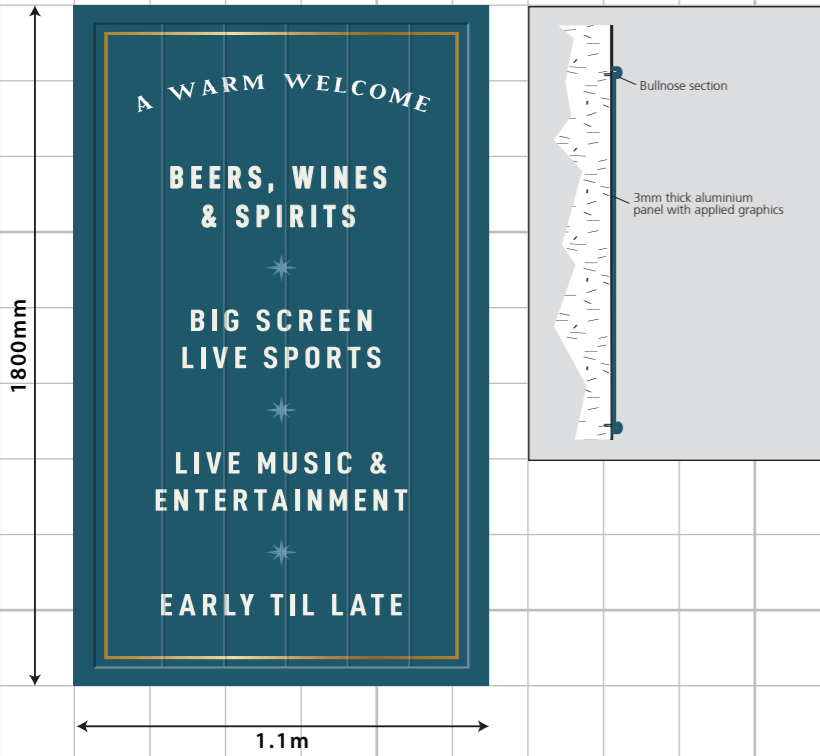 A WARM WELCOME
BEERS, WINES
& SPIRITS
BIG SCREEN
LIVE SPORTS
LIVE MUSIC &
ENTERTAINMENT
EARLY TIL LATE
1800mm
1.1m
Bullnose section
3mm thick aluminium
panel with applied graphics